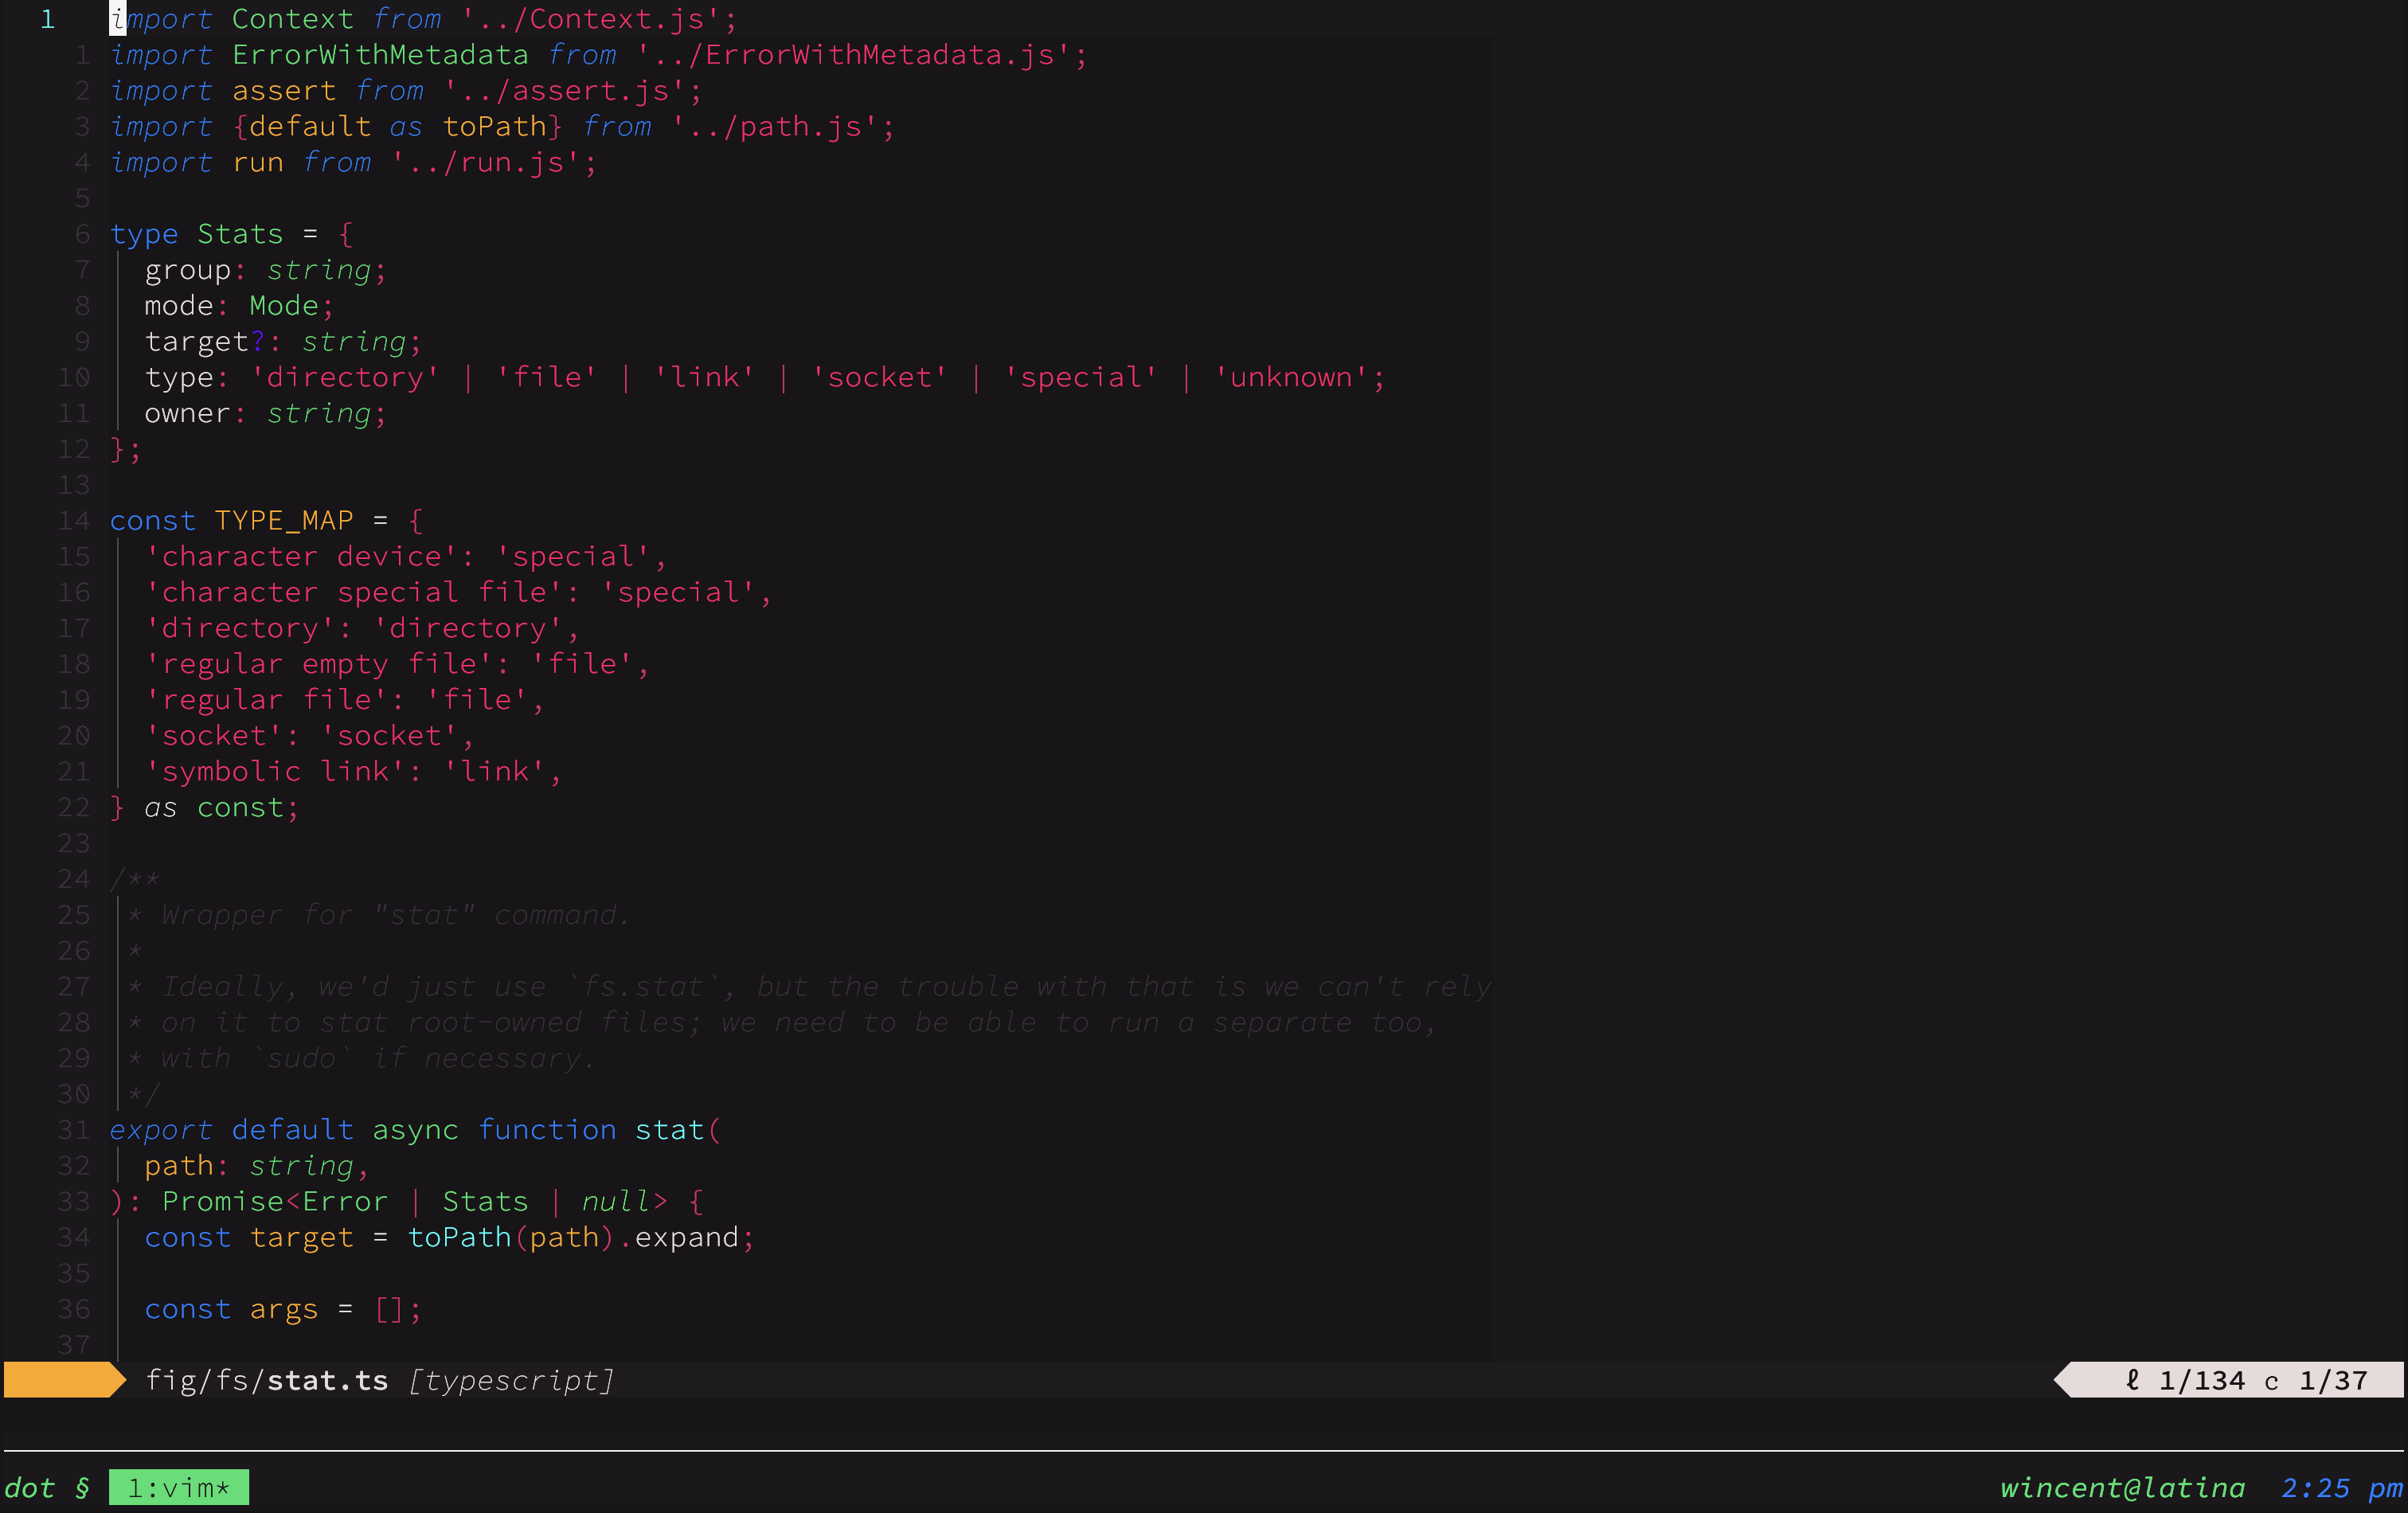 1 import Context from '../Context.js';
1 import ErrorWithMetadata from '../ErrorWithMetadata.js';
2 import assert from '../assert.js';
3 import {default as toPath} from '../path.js';
4 import run from '../run.js';
5
6 type Stats = {
7   group: string;
8   mode: Mode;
9   target?: string;
10   type: 'directory' | 'file' | 'link' | 'socket' | 'special' | 'unknown';
11   owner: string;
12 };
13
14 const TYPE_MAP = {
15   'character device': 'special',
16   'character special file': 'special',
17   'directory': 'directory',
18   'regular empty file': 'file',
19   'regular file': 'file',
20   'socket': 'socket',
21   'symbolic link': 'link',
22 } as const;
23
24 /**
25  * Wrapper for "stat" command.
26  *
27  * Ideally, we'd just use `fs.stat`, but the trouble with that is we can't rely
28  * on it to stat root-owned files; we need to be able to run a separate too,
29  * with `sudo` if necessary.
30  */
31 export default async function stat(
32   path: string,
33 ): Promise<Error | Stats | null> {
34   const target = toPath(path).expand;
35
36   const args = [];
37
fig/fs/stat.ts [typescript] ℓ 1/134 c 1/37
dot § 1:vim* wincent@latina 2:25 pm